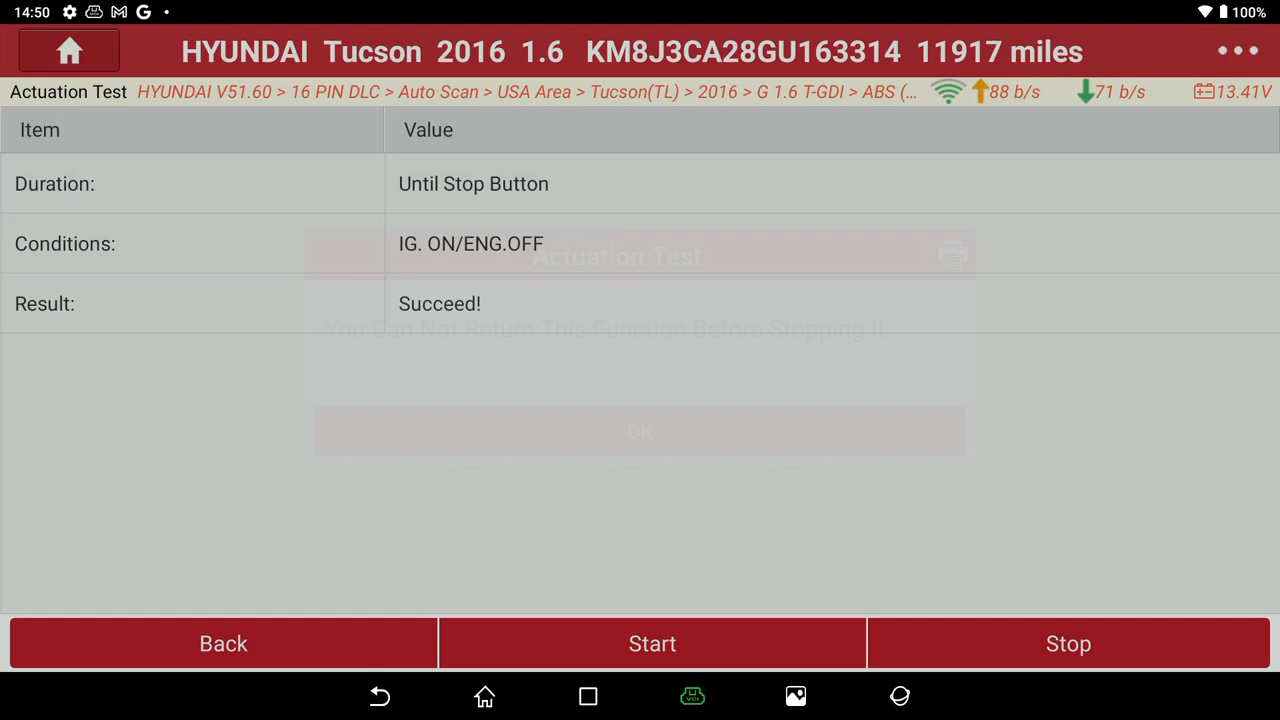 14:50
100%
HYUNDAI Tucson 2016 1.6 KM8J3CA28GU163314 11917 miles
Actuation Test HYUNDAI V51.60 > 16 PIN DLC > Auto Scan > USA Area > Tucson(TL) > 2016 > G 1.6 T-GDI > ABS (... 88 b/s 71 b/s 13.41V
Item Value
Duration: Until Stop Button
Conditions: IG. ON/ENG.OFF
Actuation Test
Result: Succeed!
You Can Not Return This Function Before Stopping It.
OK
Back Start Stop
VCI